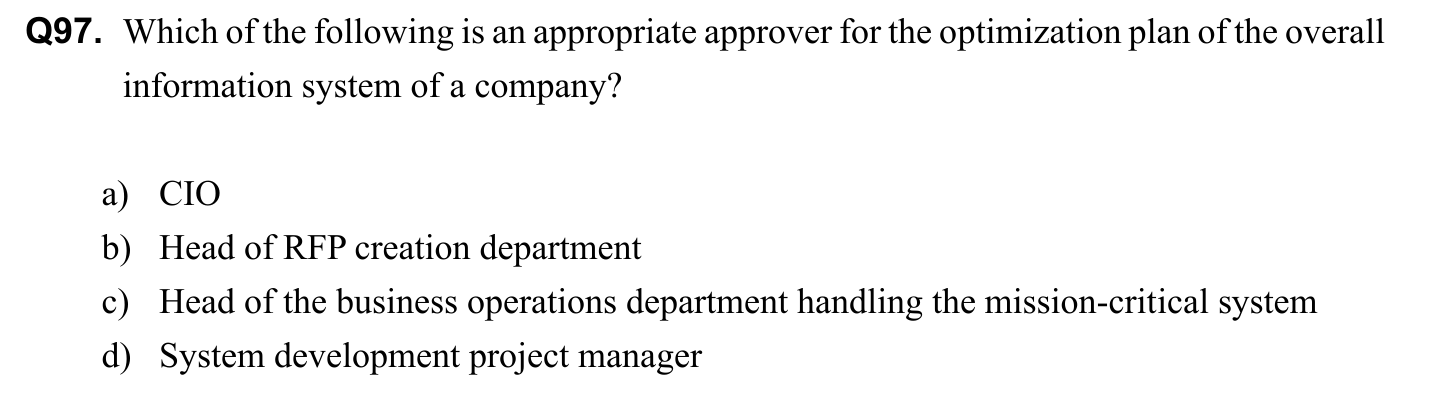 Q97. Which of the following is an appropriate approver for the optimization plan of the overall
information system of a company?
a) CIO
b) Head of RFP creation department
c) Head of the business operations department handling the mission-critical system
d) System development project manager